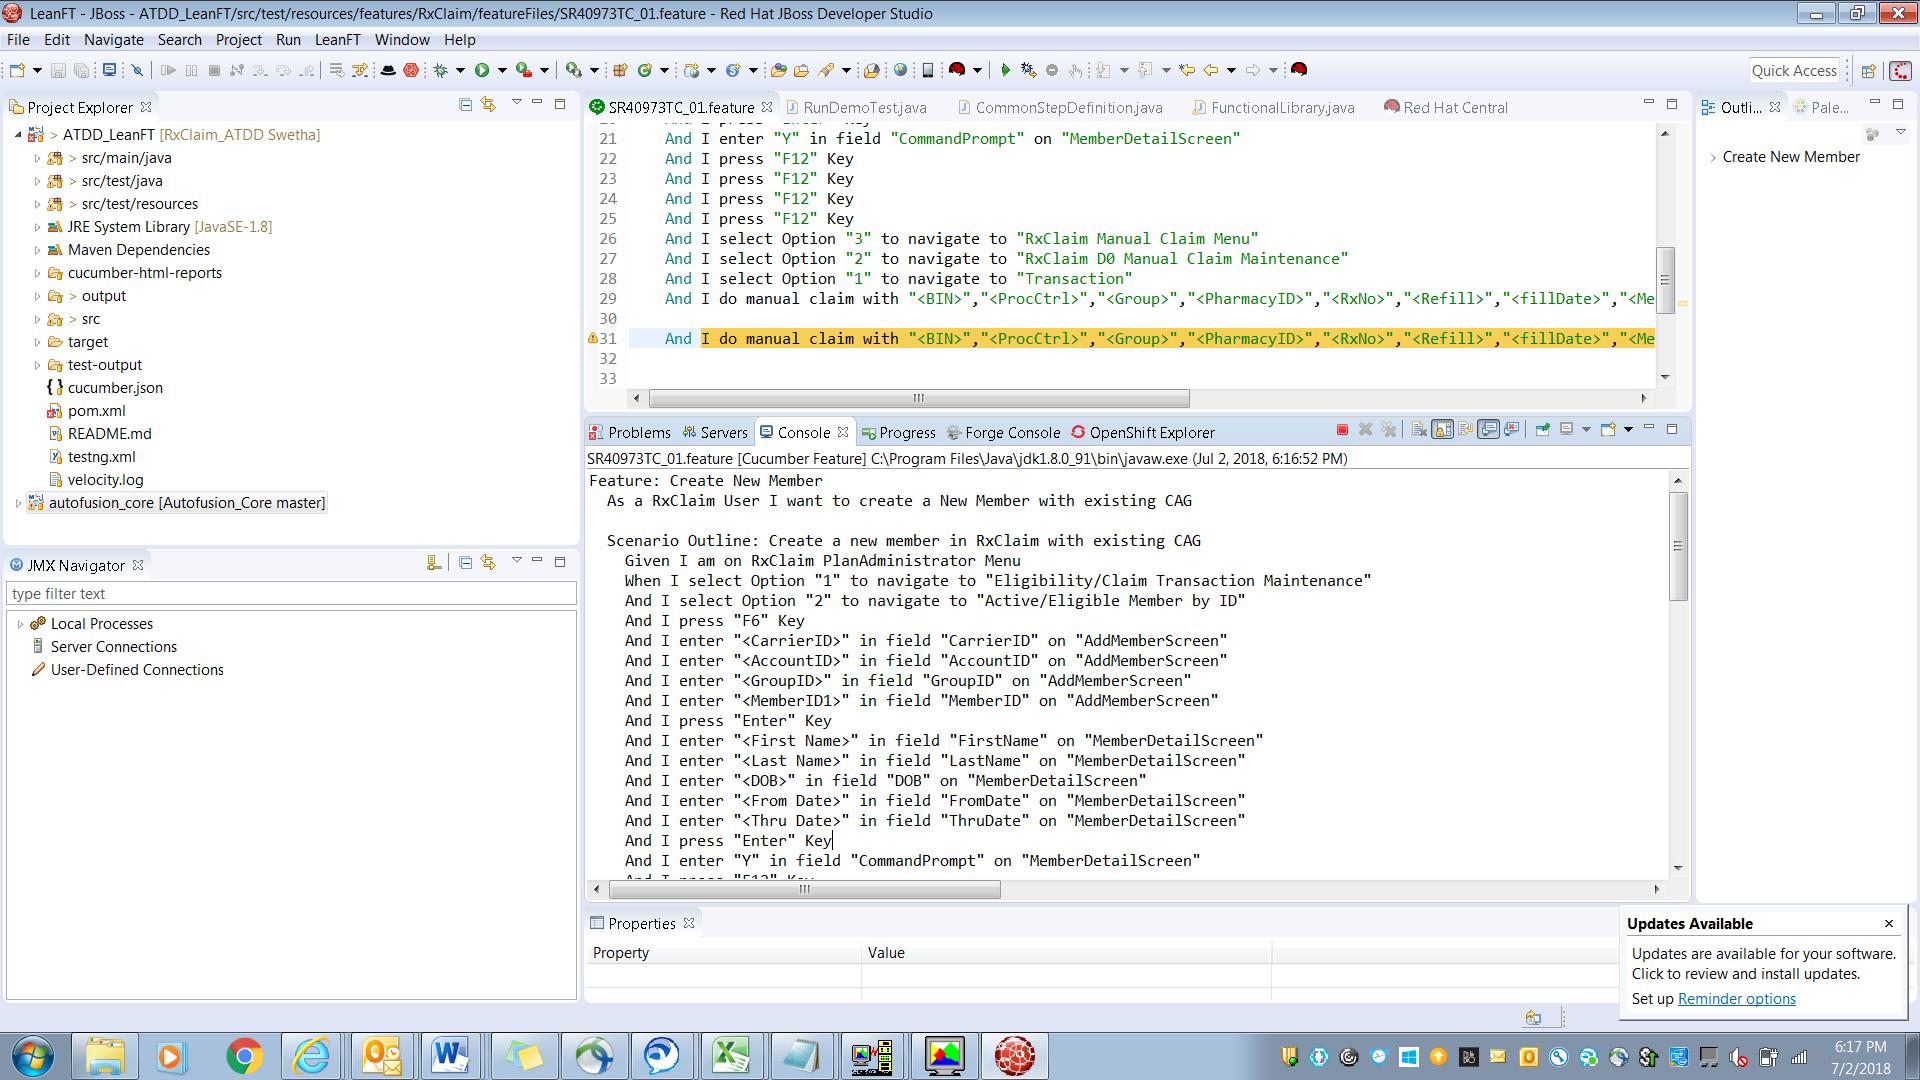 LeanFT - JBoss - ATDD_LeanFT/src/test/resources/features/RxClaim/featureFiles/SR40973TC_01.feature - Red Hat JBoss Developer Studio
File Edit Navigate Search Project Run LeanFT Window Help
Quick Access
Project Explorer
ATDD_LeanFT [RxClaim_ATDD Swetha]
src/main/java
src/test/java
src/test/resources
JRE System Library [JavaSE-1.8]
Maven Dependencies
cucumber-html-reports
output
src
target
test-output
cucumber.json
pom.xml
README.md
testng.xml
velocity.log
autofusion_core [Autofusion_Core master]
JMX Navigator
type filter text
Local Processes
Server Connections
User-Defined Connections
SR40973TC_01.feature RunDemoTest.java CommonStepDefinition.java FunctionalLibrary.java Red Hat Central
21 And I enter "Y" in field "CommandPrompt" on "MemberDetailScreen"
22 And I press "F12" Key
23 And I press "F12" Key
24 And I press "F12" Key
25 And I press "F12" Key
26 And I select Option "3" to navigate to "RxClaim Manual Claim Menu"
27 And I select Option "2" to navigate to "RxClaim D0 Manual Claim Maintenance"
28 And I select Option "1" to navigate to "Transaction"
29 And I do manual claim with "<BIN>","<ProcCtrl>","<Group>","<PharmacyID>","<RxNo>","<Refill>","<fillDate>","<Me
30
31 And I do manual claim with "<BIN>","<ProcCtrl>","<Group>","<PharmacyID>","<RxNo>","<Refill>","<fillDate>","<Me
32
33
Problems Servers Console Progress Forge Console OpenShift Explorer
SR40973TC_01.feature [Cucumber Feature] C:\Program Files\Java\jdk1.8.0_91\bin\javaw.exe (Jul 2, 2018, 6:16:52 PM)
Feature: Create New Member
As a RxClaim User I want to create a New Member with existing CAG
Scenario Outline: Create a new member in RxClaim with existing CAG
Given I am on RxClaim PlanAdministrator Menu
When I select Option "1" to navigate to "Eligibility/Claim Transaction Maintenance"
And I select Option "2" to navigate to "Active/Eligible Member by ID"
And I press "F6" Key
And I enter "<CarrierID>" in field "CarrierID" on "AddMemberScreen"
And I enter "<AccountID>" in field "AccountID" on "AddMemberScreen"
And I enter "<GroupID>" in field "GroupID" on "AddMemberScreen"
And I enter "<MemberID1>" in field "MemberID" on "AddMemberScreen"
And I press "Enter" Key
And I enter "<First Name>" in field "FirstName" on "MemberDetailScreen"
And I enter "<Last Name>" in field "LastName" on "MemberDetailScreen"
And I enter "<DOB>" in field "DOB" on "MemberDetailScreen"
And I enter "<From Date>" in field "FromDate" on "MemberDetailScreen"
And I enter "<Thru Date>" in field "ThruDate" on "MemberDetailScreen"
And I press "Enter" Key
And I enter "Y" in field "CommandPrompt" on "MemberDetailScreen"
And I press "F12" Key
Properties
Property Value
Outli... Pale...
Create New Member
Updates Available
Updates are available for your software.
Click to review and install updates.
Set up Reminder options
6:17 PM
7/2/2018